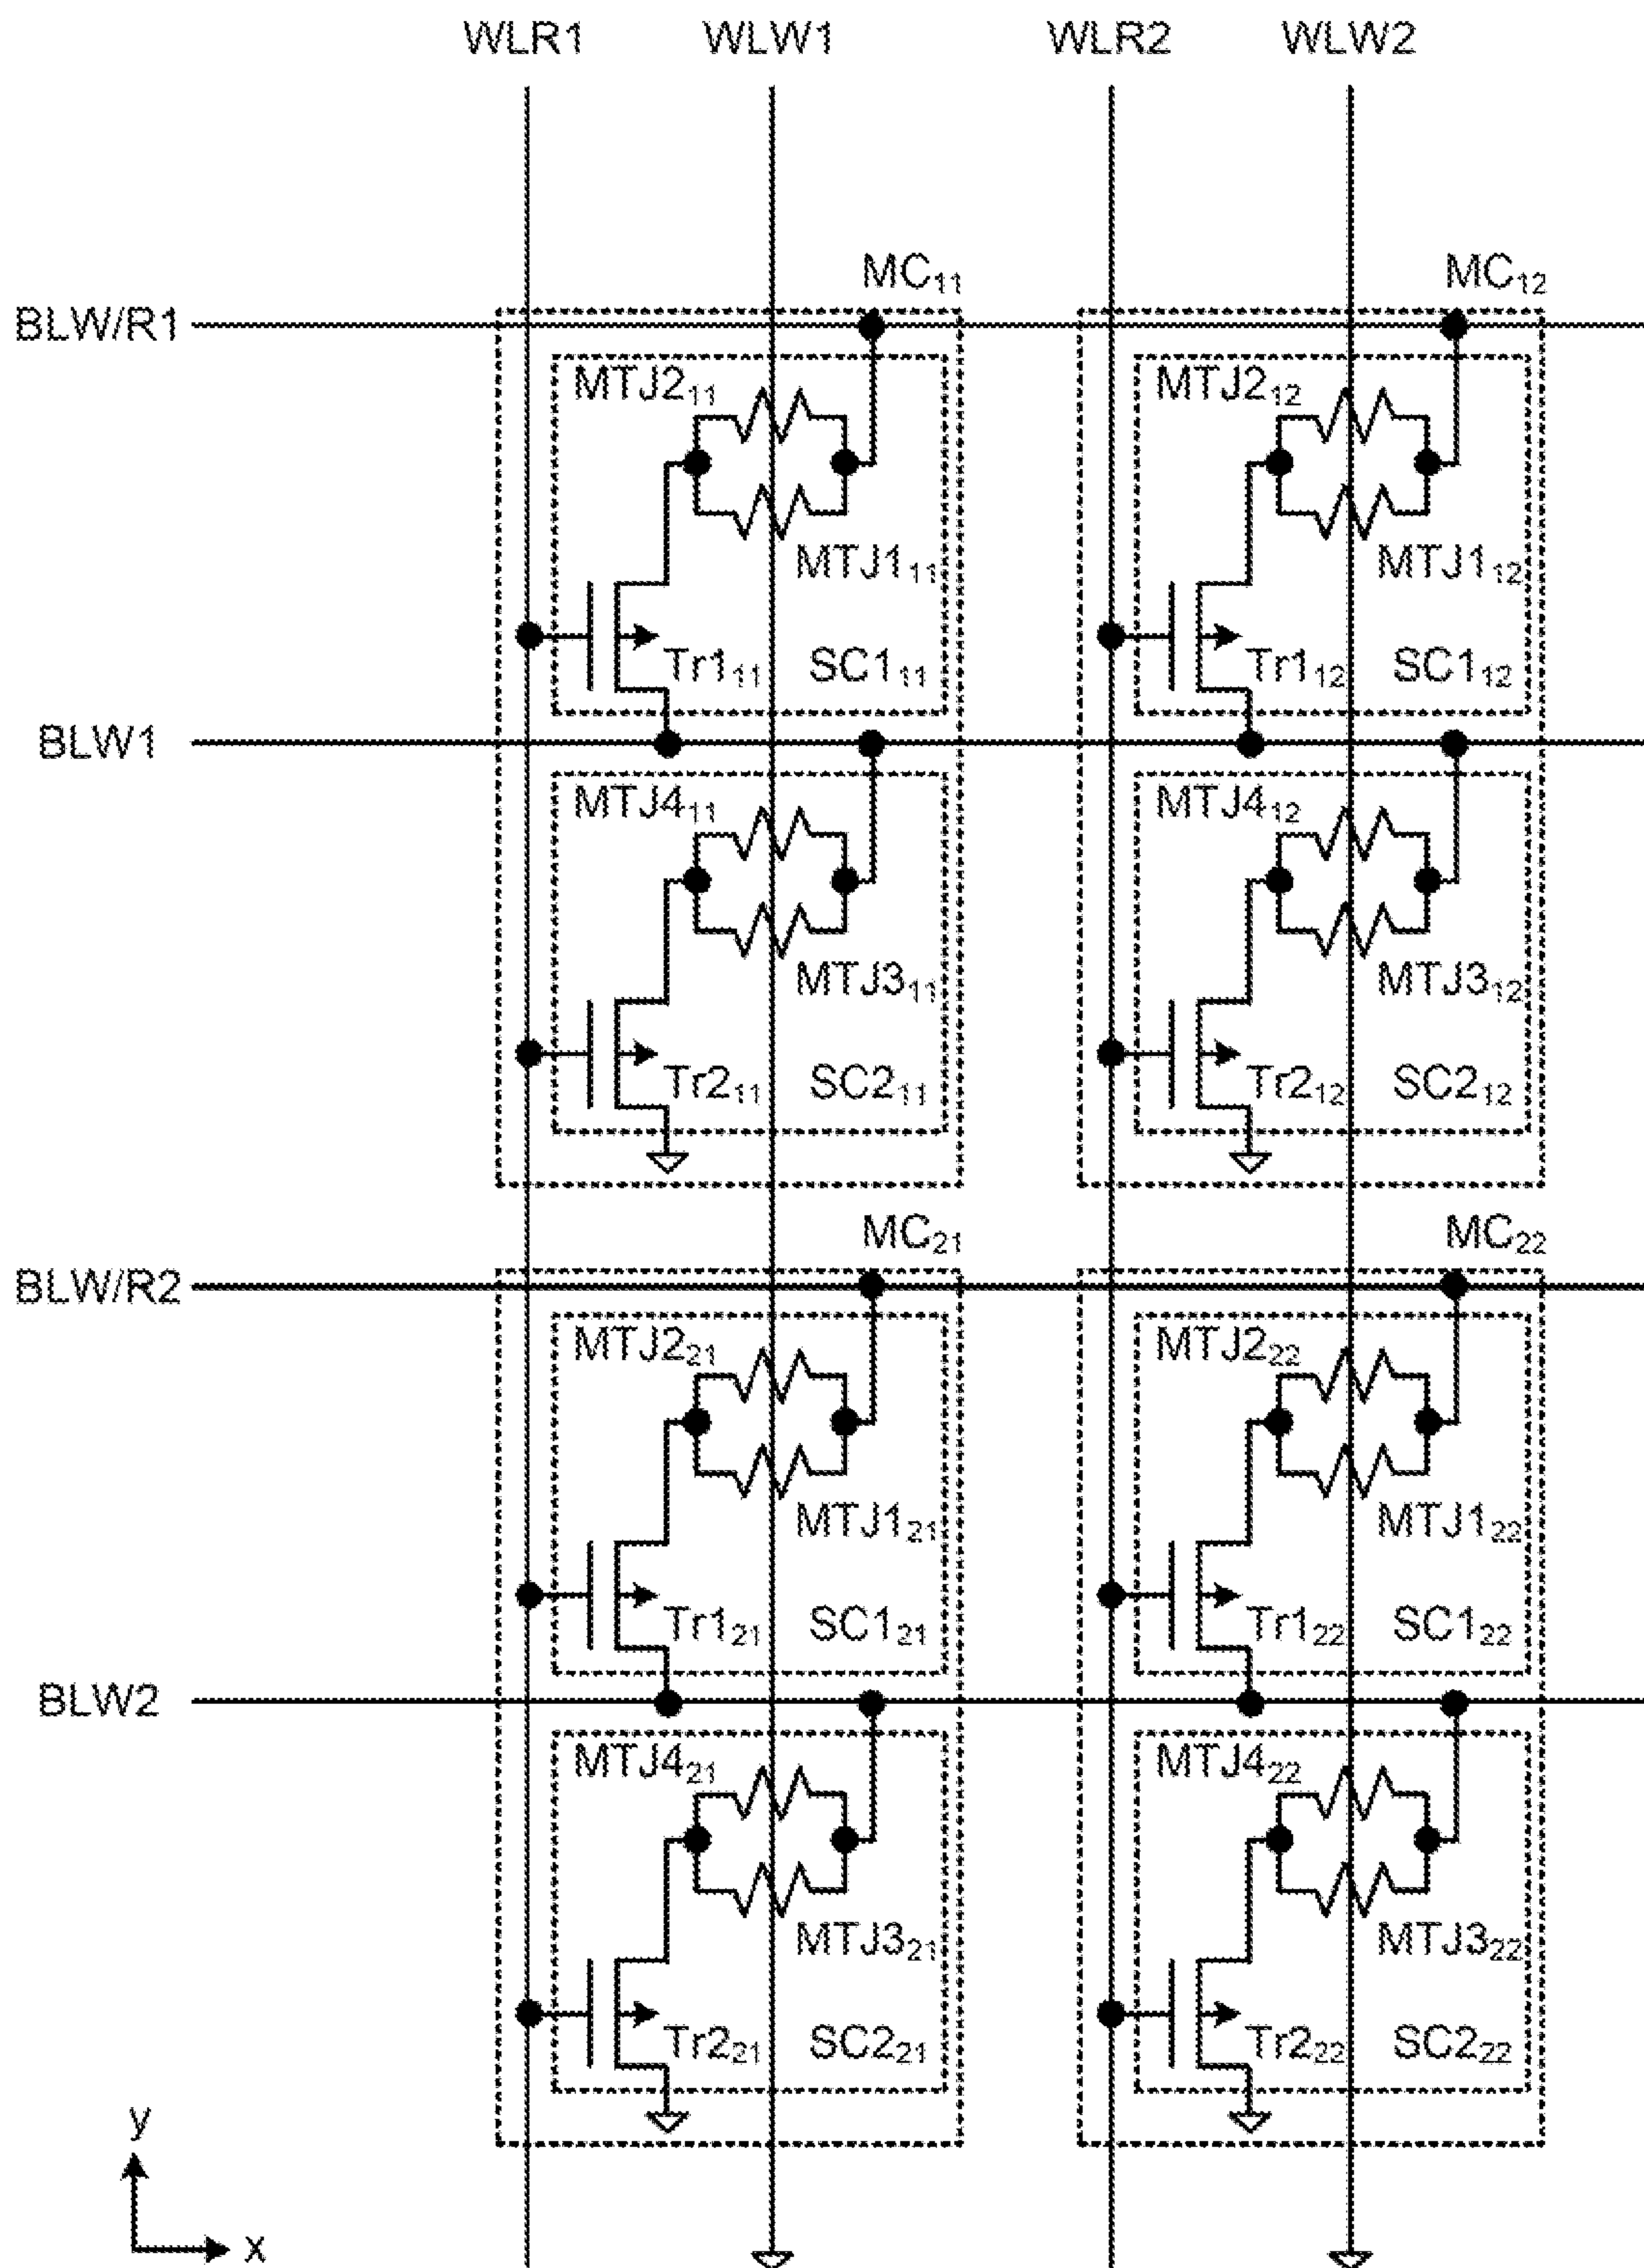 WLR1 WLW1 WLR2 WLW2
MC11 MC12
BLW/R1
MTJ211 MTJ212
MTJ111 MTJ112
Tr111 SC111 Tr112 SC112
BLW1
MTJ411 MTJ412
MTJ311 MTJ312
Tr211 SC211 Tr212 SC212
MC21 MC22
BLW/R2
MTJ221 MTJ222
MTJ121 MTJ122
Tr121 SC121 Tr122 SC122
BLW2
MTJ421 MTJ422
MTJ321 MTJ322
Tr221 SC221 Tr222 SC222
y
x